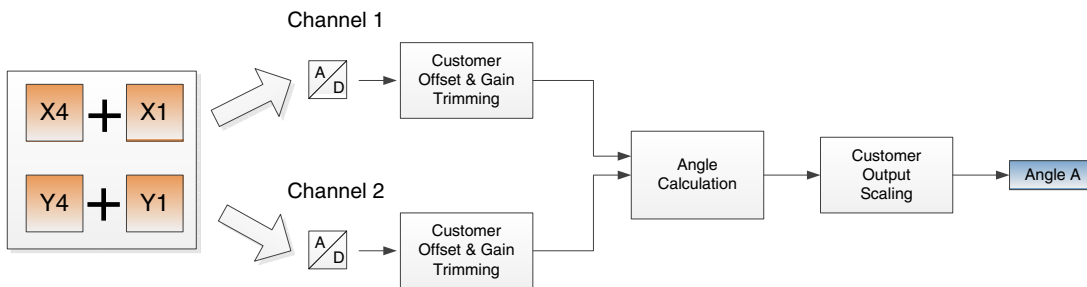 Channel 1
A
D
Customer
Offset & Gain
Trimming
X4 + X1
Y4 + Y1
Channel 2
A
D
Customer
Offset & Gain
Trimming
Angle
Calculation
Customer
Output
Scaling
Angle A